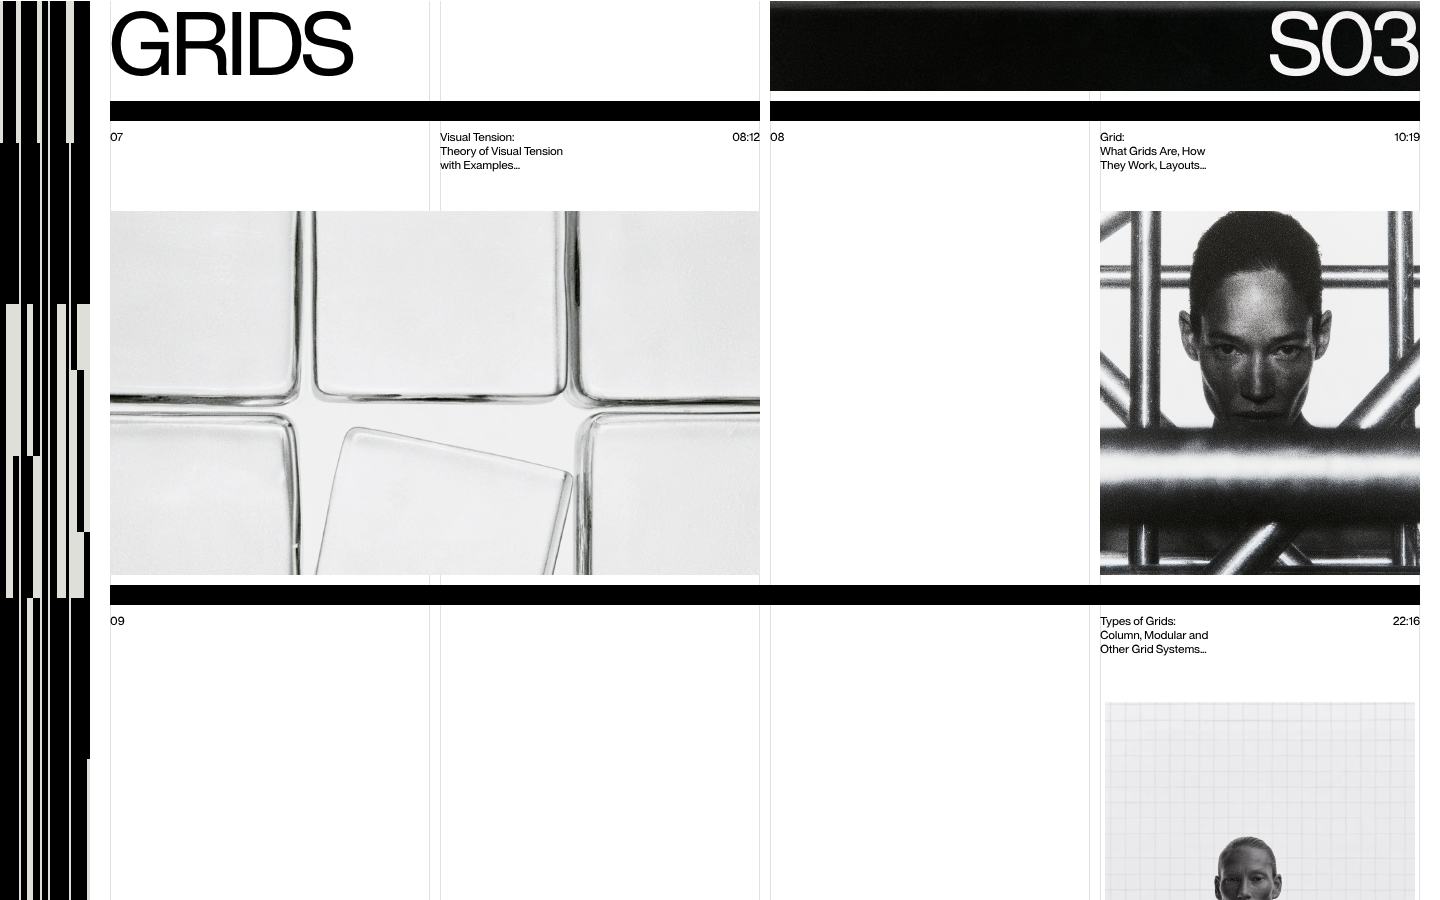 GRIDS
S03
07
Visual Tension:
Theory of Visual Tension
with Examples...
08:12
08
Grid:
What Grids Are, How
They Work, Layouts...
10:19
09
Types of Grids:
Column, Modular and
Other Grid Systems...
22:16